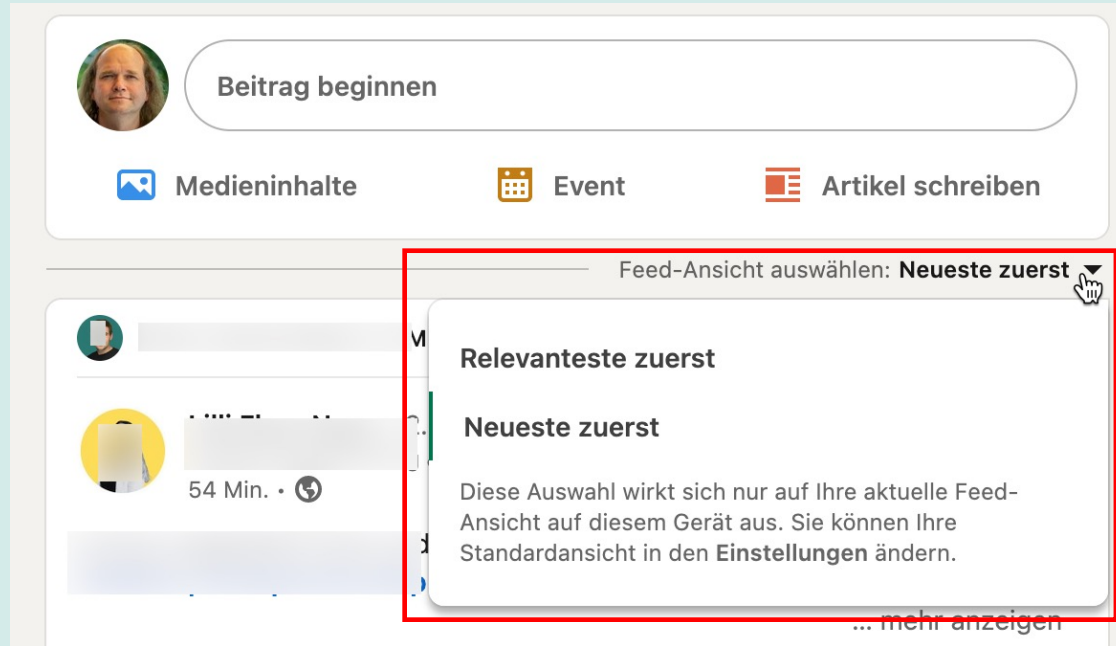 Beitrag beginnen
Medieninhalte
Event
Artikel schreiben
Feed-Ansicht auswählen: Neueste zuerst
Relevanteste zuerst
Neueste zuerst
54 Min. •
Diese Auswahl wirkt sich nur auf Ihre aktuelle Feed-
Ansicht auf diesem Gerät aus. Sie können Ihre
Standardansicht in den Einstellungen ändern.
... mehr anzeigen